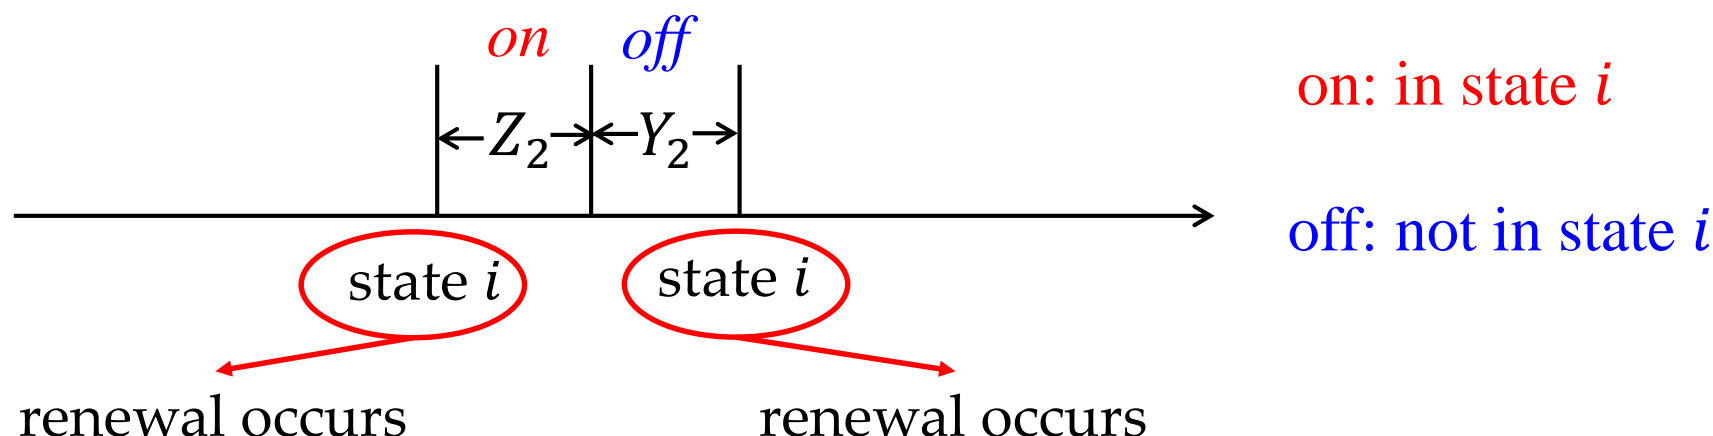 on off
on: in state i
Z₂ Y₂
off: not in state i
state i state i
renewal occurs renewal occurs